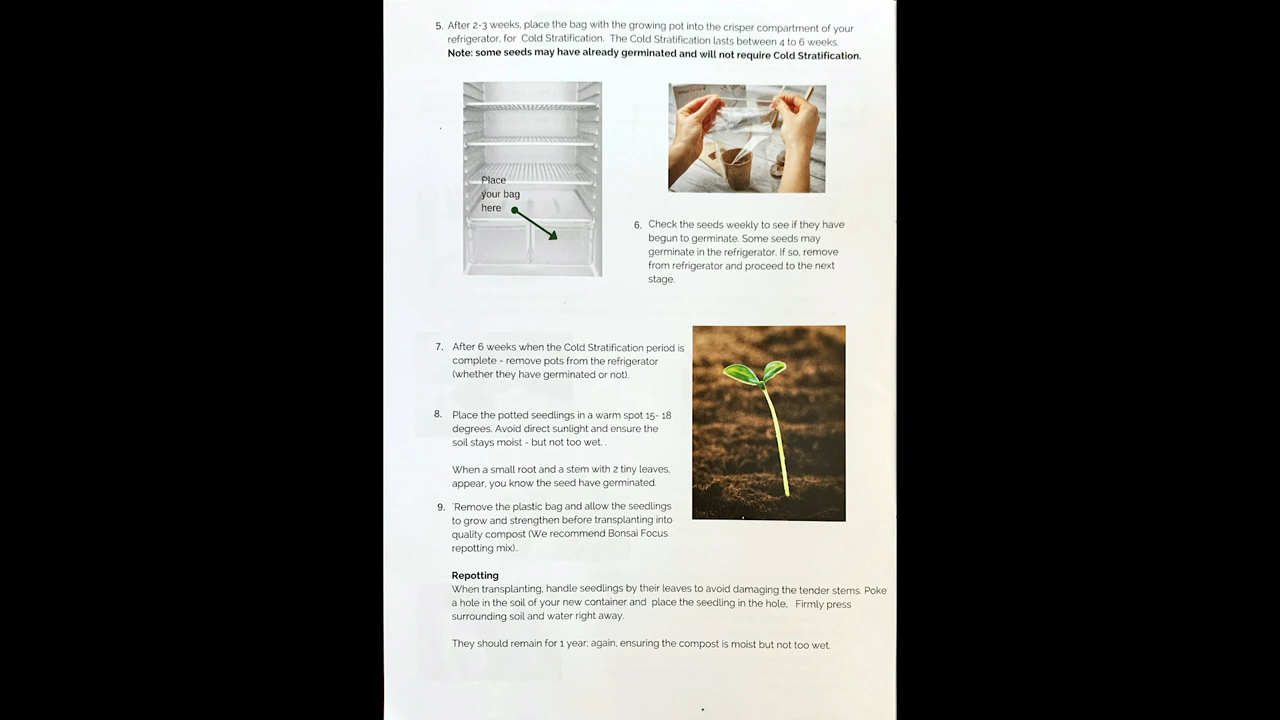 5. After 2-3 weeks, place the bag with the growing pot into the crisper compartment of your
refrigerator, for Cold Stratification. The Cold Stratification lasts between 4 to 6 weeks.
Note: some seeds may have already germinated and will not require Cold Stratification.
Place
your bag
here
6. Check the seeds weekly to see if they have
begun to germinate. Some seeds may
germinate in the refrigerator. If so, remove
from refrigerator and proceed to the next
stage.
7. After 6 weeks when the Cold Stratification period is
complete - remove pots from the refrigerator
(whether they have germinated or not).
8. Place the potted seedlings in a warm spot 15- 18
degrees. Avoid direct sunlight and ensure the
soil stays moist - but not too wet. .
When a small root and a stem with 2 tiny leaves,
appear, you know the seed have germinated.
9. `Remove the plastic bag and allow the seedlings
to grow and strengthen before transplanting into
quality compost (We recommend Bonsai Focus
repotting mix)..
Repotting
When transplanting, handle seedlings by their leaves to avoid damaging the tender stems. Poke
a hole in the soil of your new container and place the seedling in the hole, Firmly press
surrounding soil and water right away.
They should remain for 1 year; again, ensuring the compost is moist but not too wet.